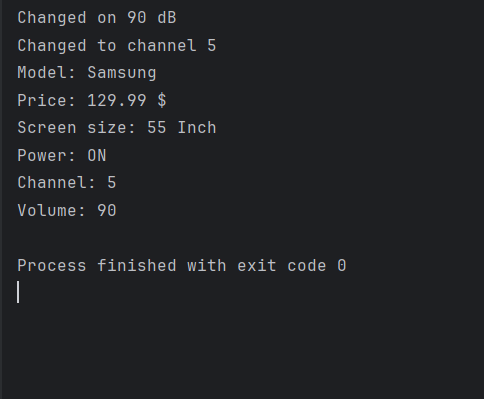 Changed on 90 dB
Changed to channel 5
Model: Samsung
Price: 129.99 $
Screen size: 55 Inch
Power: ON
Channel: 5
Volume: 90
Process finished with exit code 0